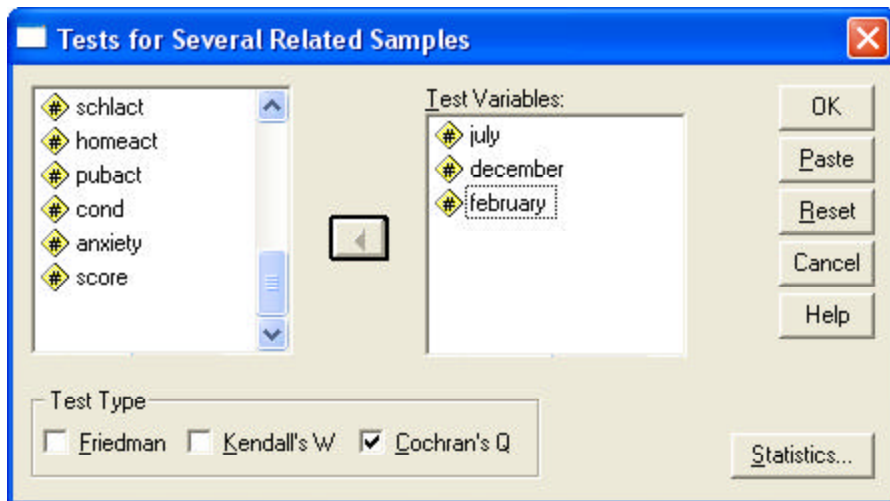 Tests for Several Related Samples
# schlact
# homeact
# pubact
# cond
# anxiety
# score
Test Variables:
# july
# december
# february
OK
Paste
Reset
Cancel
Help
Test Type
Friedman
Kendall's W
Cochran's Q
Statistics...